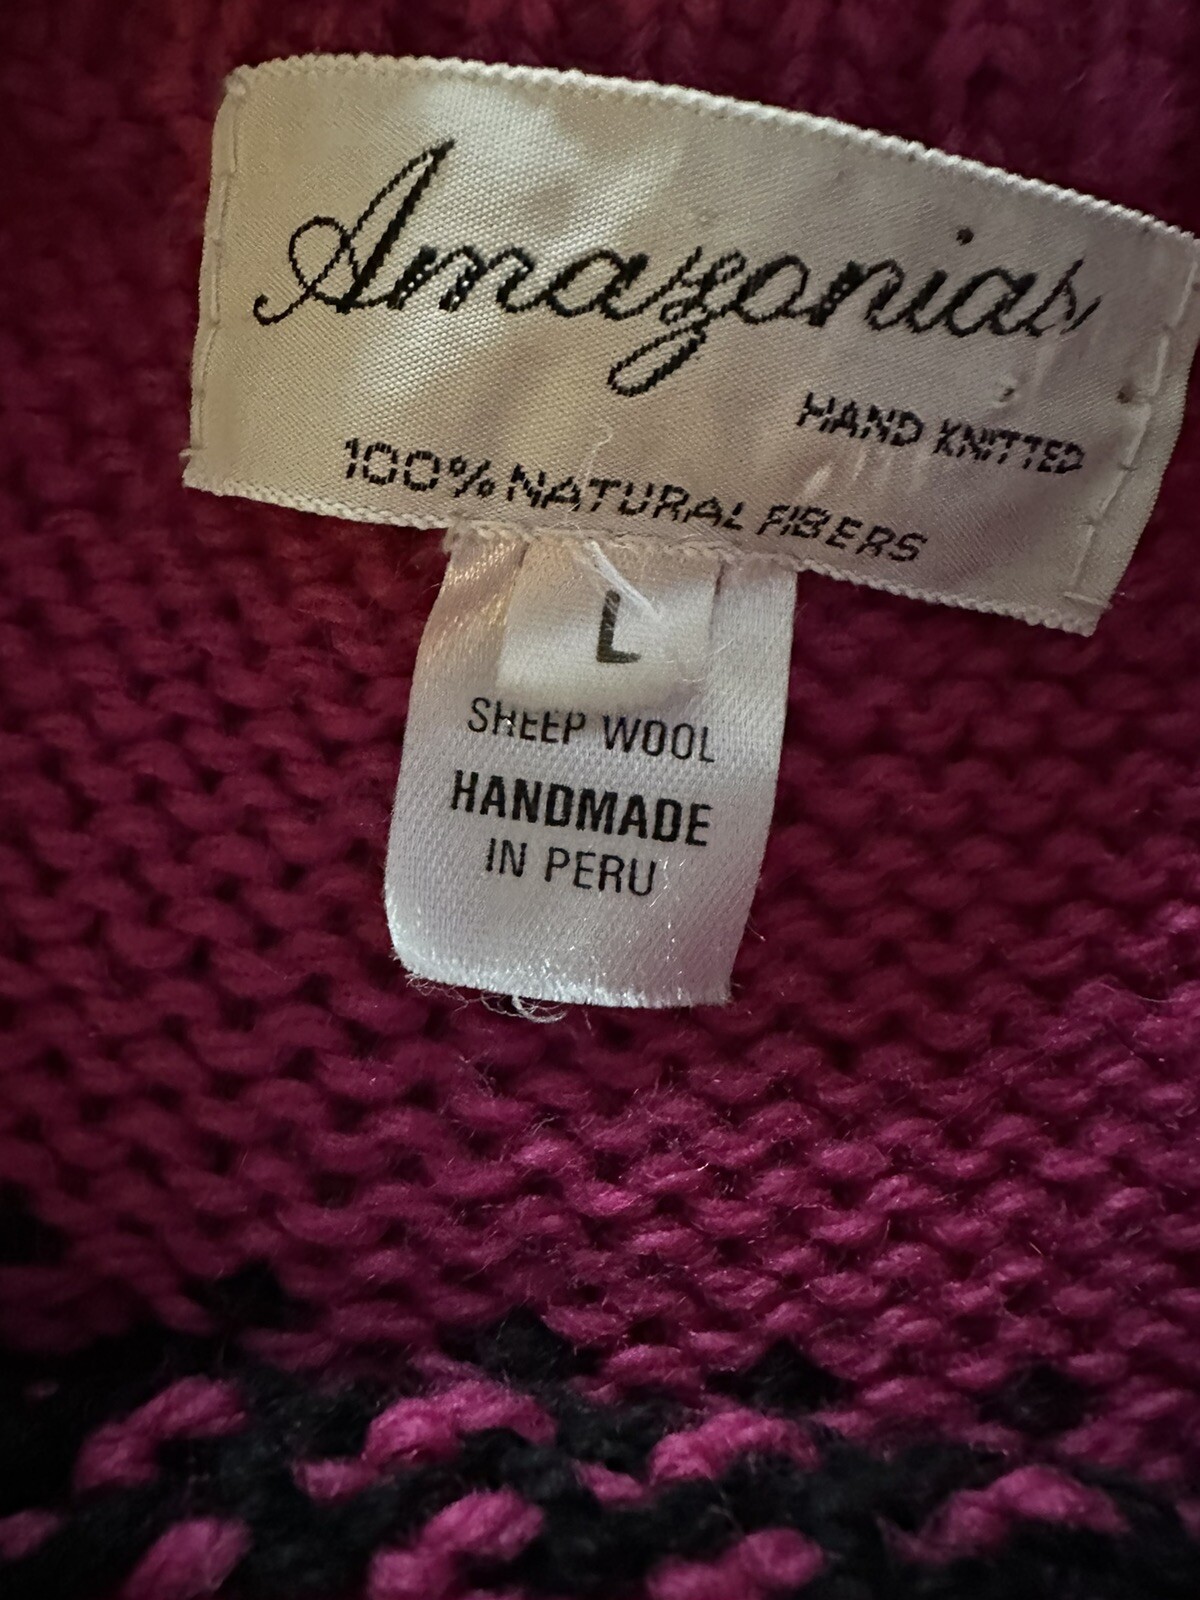 Amazonias
HAND KNITTED
100% NATURAL FIBERS
L
SHEEP WOOL
HANDMADE
IN PERU